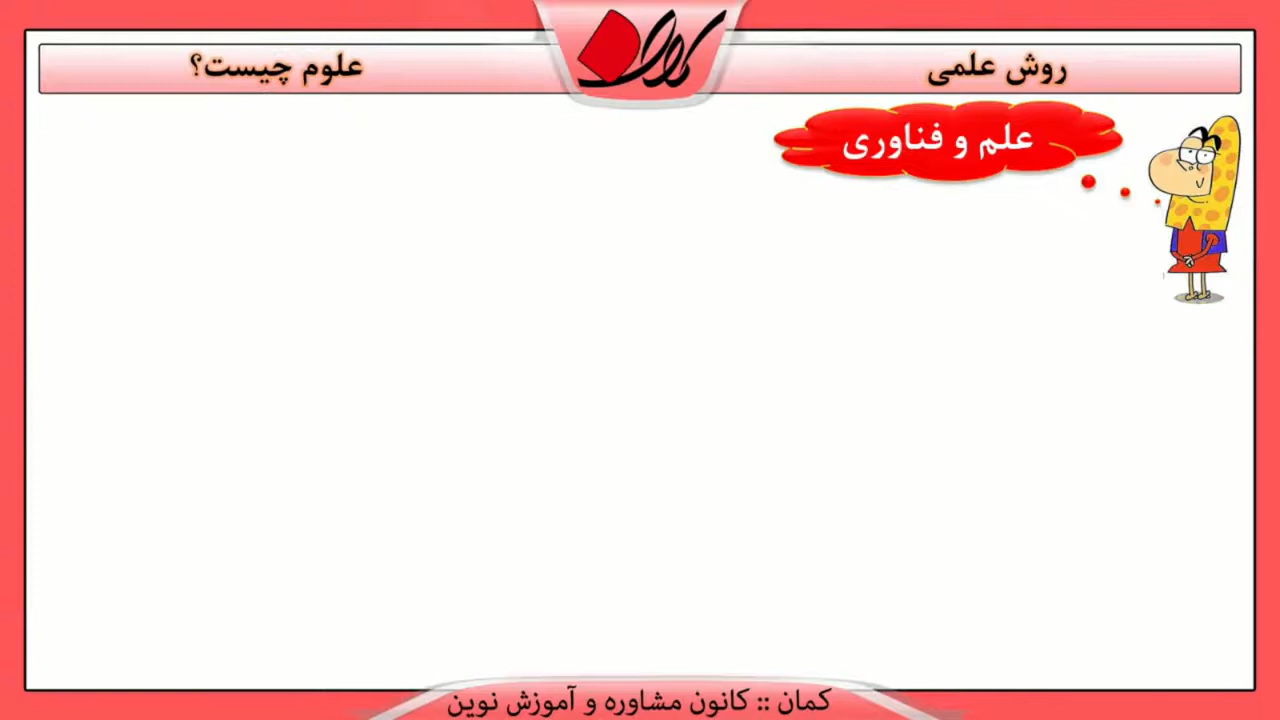 روش علمی
علوم چیست؟
علم و فناوری
کمان :: کانون مشاوره و آموزش نوین